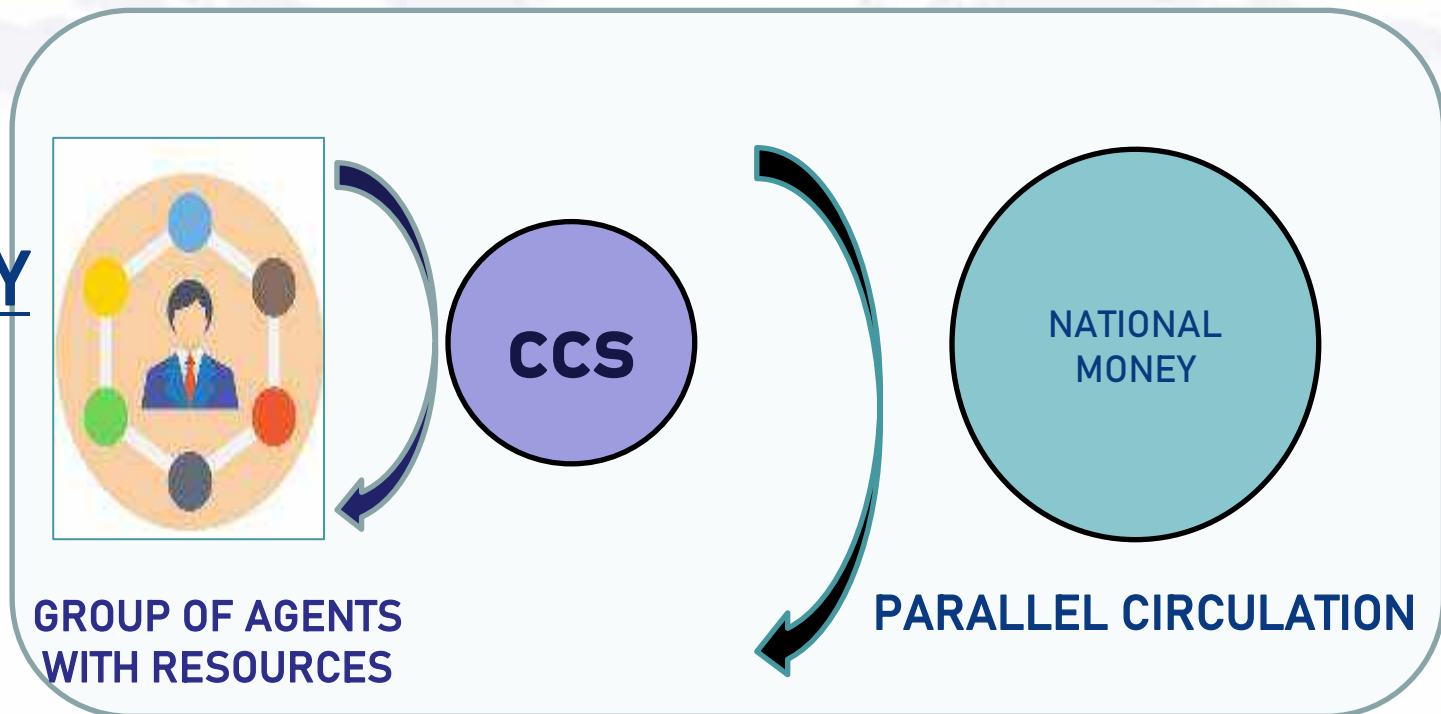 Y
CCS
NATIONAL
MONEY
GROUP OF AGENTS
WITH RESOURCES
PARALLEL CIRCULATION